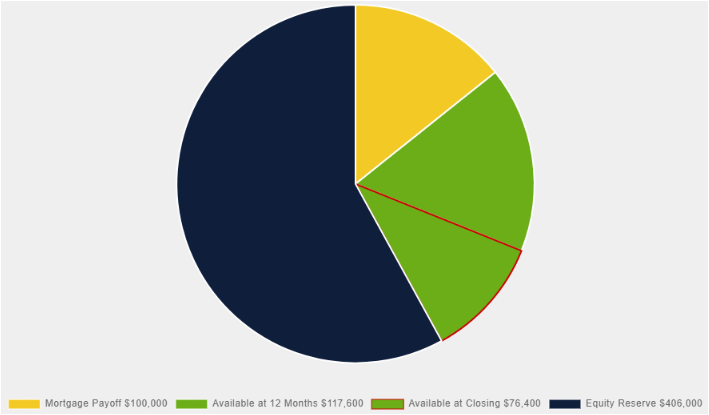 Mortgage Payoff $100,000 Available at 12 Months $117,600 Available at Closing $76,400 Equity Reserve $406,000